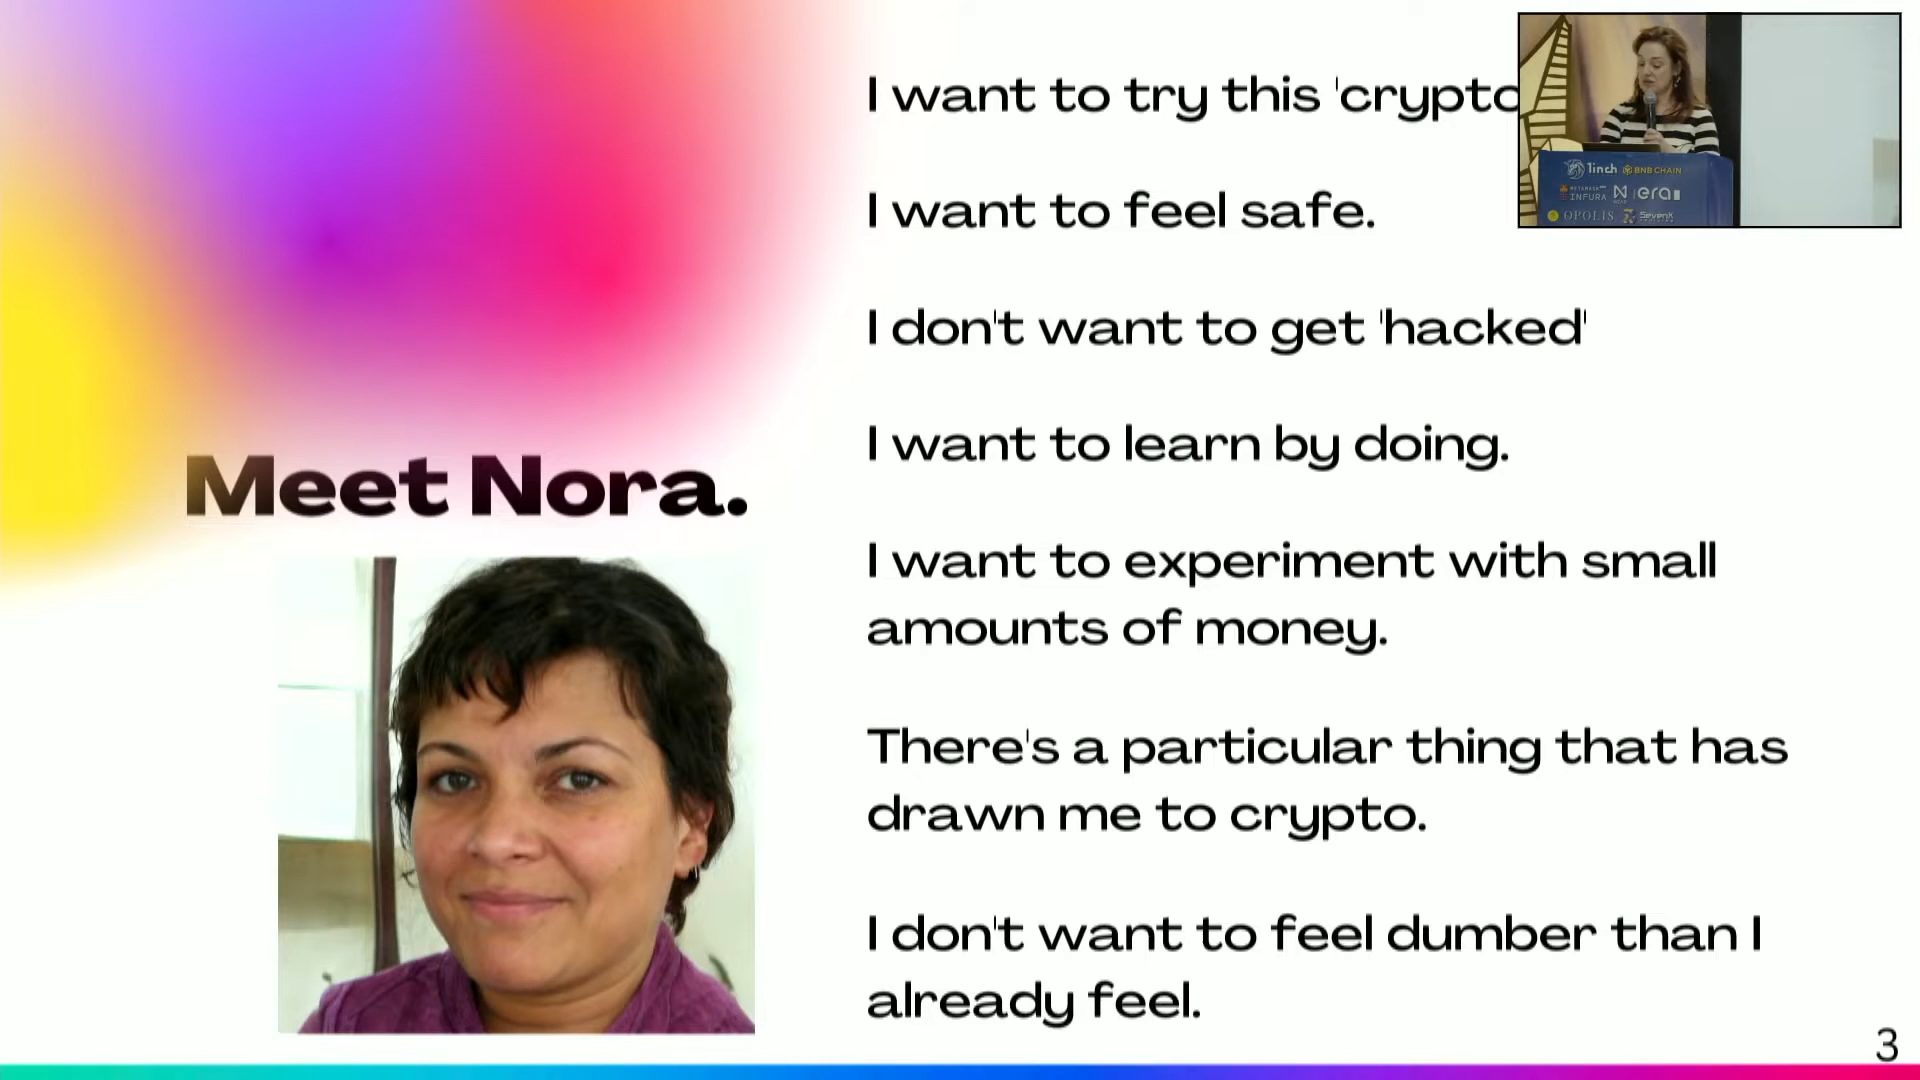 I want to try this 'crypto
I want to feel safe.
I don't want to get 'hacked'
I want to learn by doing.
Meet Nora.
I want to experiment with small
amounts of money.
There's a particular thing that has
drawn me to crypto.
I don't want to feel dumber than I
already feel.
3
1inch BNB CHAIN
INFURA era
OPOLIS SevenX